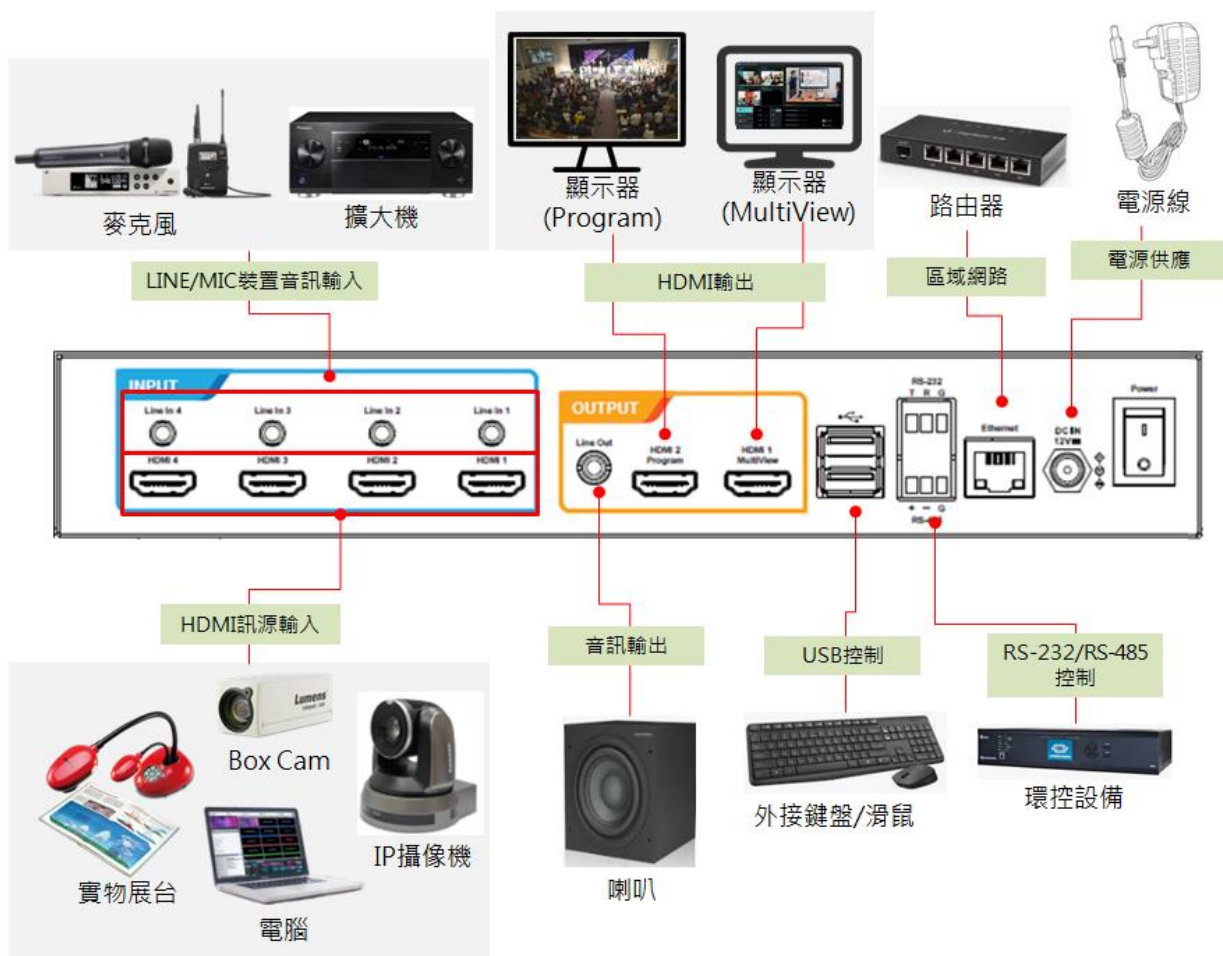 麥克風
擴大機
顯示器
(Program)
顯示器
(MultiView)
路由器
電源線
LINE/MIC裝置音訊輸入
HDMI輸出
區域網路
電源供應
INPUT
Line In 4
Line In 3
Line In 2
Line In 1
HDMI 4
HDMI 3
HDMI 2
HDMI 1
OUTPUT
Line Out
HDMI 2
Program
HDMI 1
MultiView
RS-232
T R G
+ − G
Ethernet
DC IN
12V
Power
HDMI訊源輸入
音訊輸出
USB控制
RS-232/RS-485
控制
Lumens
Box Cam
IP攝像機
實物展台
電腦
喇叭
外接鍵盤/滑鼠
環控設備